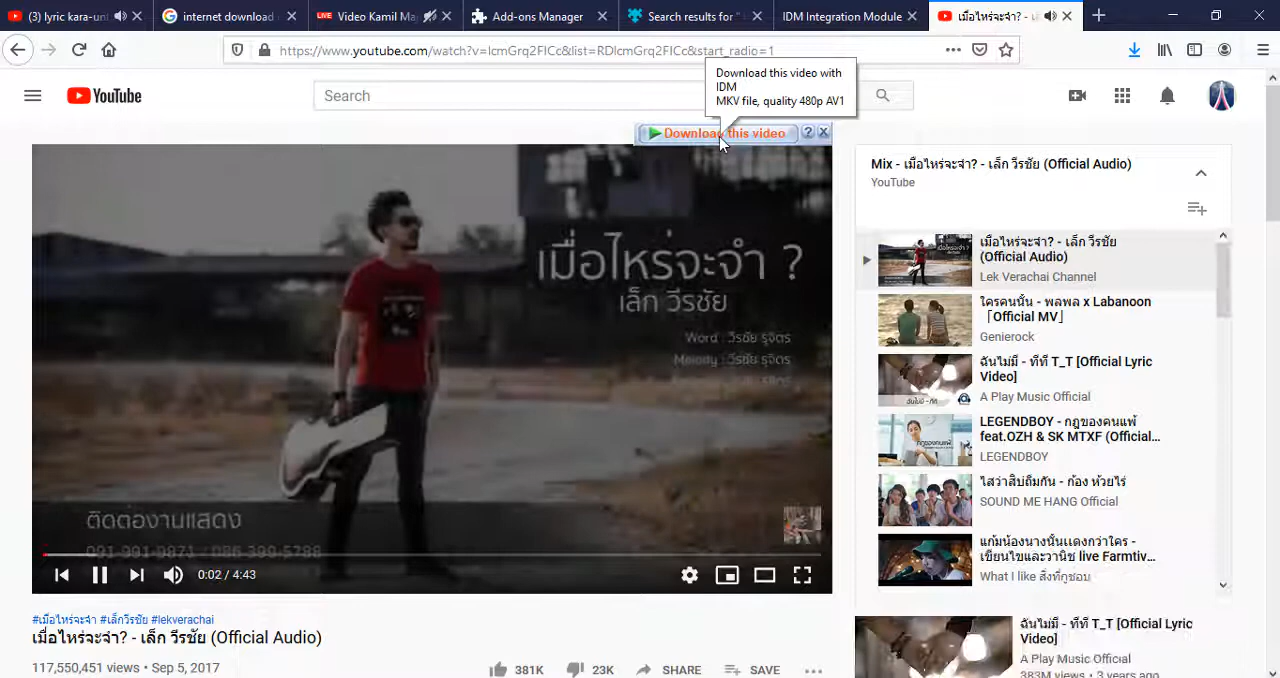 (3) lyric kara-unt
internet download
LIVE Video Kamil Ma
Add-ons Manager
Search results for "
IDM Integration Module
เมื่อไหร่จะจำ? - เ
https://www.youtube.com/watch?v=lcmGrq2FICc&list=RDlcmGrq2FICc&start_radio=1
Download this video with
IDM
MKV file, quality 480p AV1
YouTube
Search
Download this video
เมื่อไหร่จะจำ ?
เล็ก วีรชัย
Word : วีรชัย รุจิตร
Melody : วีรชัย รุจิตร
ติดต่องานแสดง
091-991-9871 / 086-399-5788
0:02 / 4:43
#เมื่อไหร่จะจํา #เล็กวีรชัย #lekverachai
เมื่อไหร่จะจำ? - เล็ก วีรชัย (Official Audio)
117,550,451 views • Sep 5, 2017
381K
23K
SHARE
SAVE
Mix - เมื่อไหร่จะจำ? - เล็ก วีรชัย (Official Audio)
YouTube
เมื่อไหร่จะจำ? - เล็ก วีรชัย
(Official Audio)
Lek Verachai Channel
ใครคนนั้น - พลพล x Labanoon
「Official MV」
Genierock
ฉันไม่มี - ทีที T_T [Official Lyric
Video]
A Play Music Official
LEGENDBOY - กฎของคนแพ้
feat.OZH & SK MTXF (Official...
LEGENDBOY
ไสว่าสิบ่ถิ่มกัน - ก้อง ห้วยไร่
SOUND ME HANG Official
แก้มน้องนางนั้นแดงกว่าใคร -
เขียนไขและวานิช live Farmtiv...
What I like สิ่งที่กูชอบ
ฉันไม่มี - ทีที T_T [Official Lyric
Video]
A Play Music Official
383M views • 3 years ago